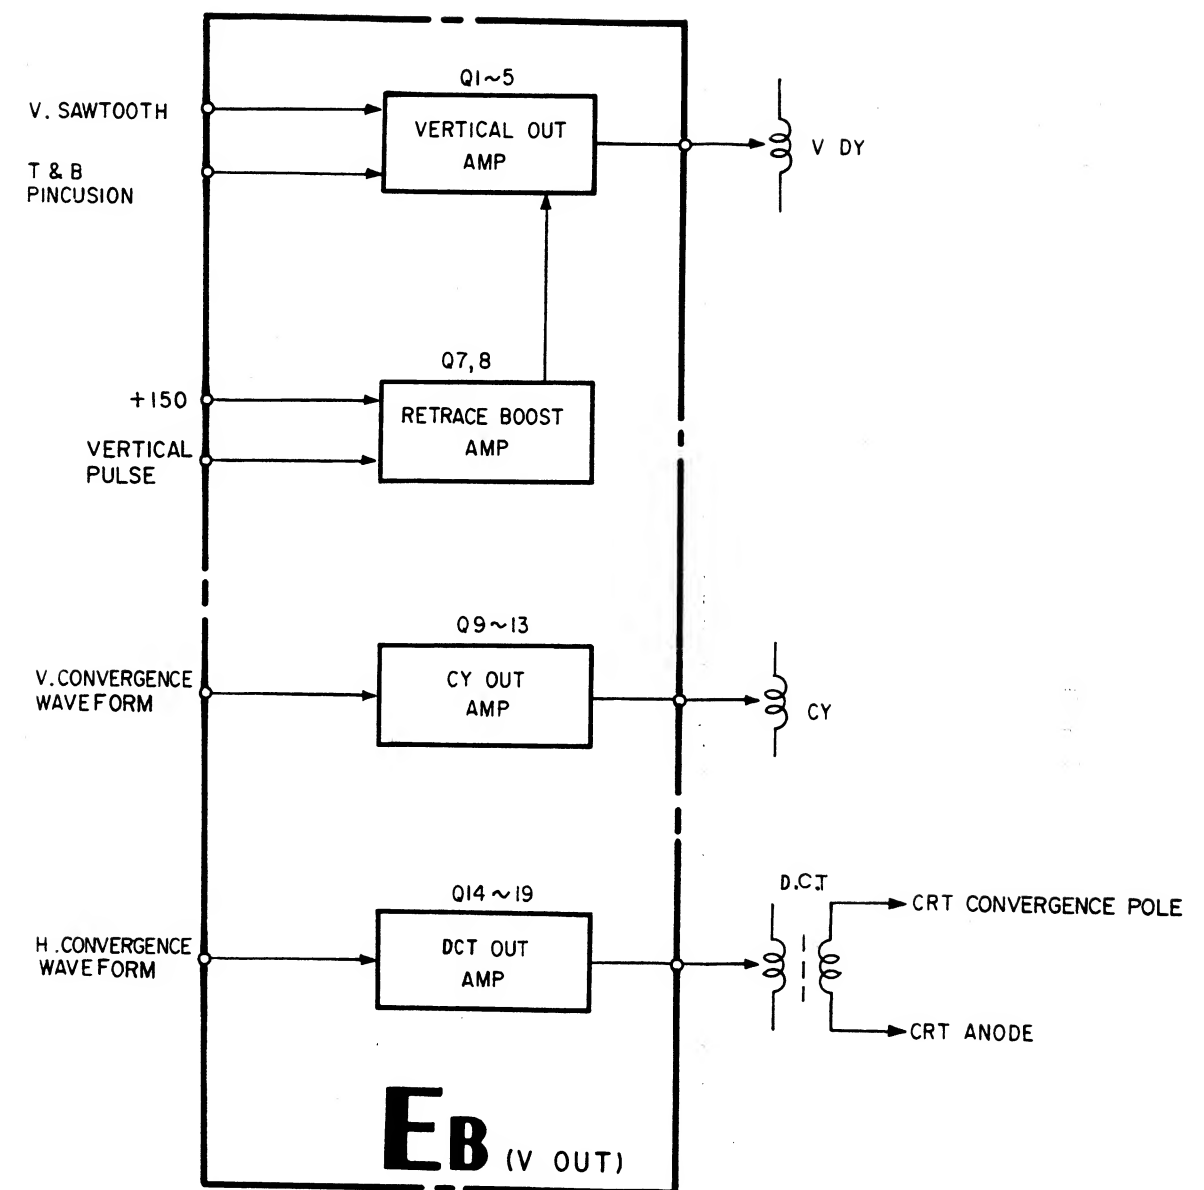 Q1~5
V. SAWTOOTH
VERTICAL OUT
AMP
V DY
T & B
PINCUSION
Q7,8
+150
RETRACE BOOST
AMP
VERTICAL
PULSE
Q9~13
V.CONVERGENCE
WAVEFORM
CY OUT
AMP
CY
Q14~19
D.C.T
CRT CONVERGENCE POLE
H.CONVERGENCE
WAVEFORM
DCT OUT
AMP
CRT ANODE
EB (V OUT)